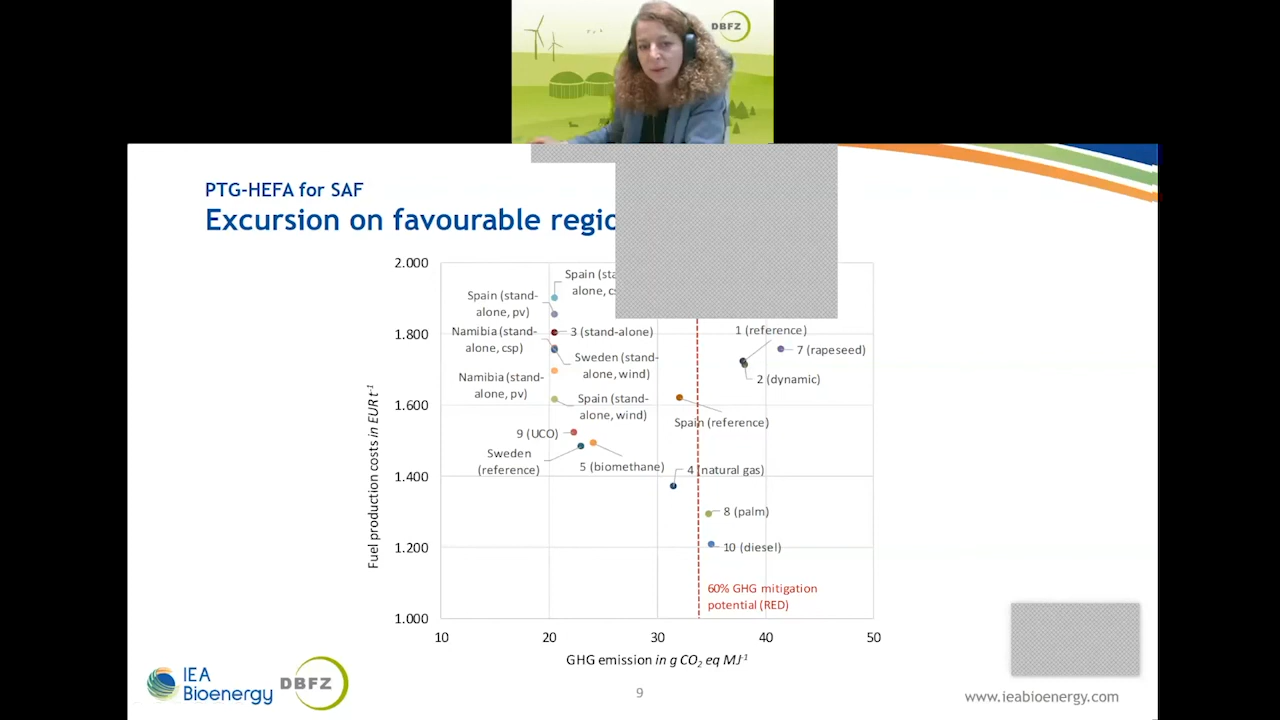 DBFZ
PTG-HEFA for SAF
Excursion on favourable
2.000
1.800
1.600
1.400
1.200
1.000
Fuel production costs in EUR t-1
Spain
alone,
Spain (stand-
alone, pv)
Namibia (stand-
alone, csp)
3 (stand-alone)
Sweden (stand-
alone, wind)
Namibia (stand-
alone, pv)
Spain (stand-
alone, wind)
9 (UCO)
Sweden
(reference)
5 (biomethane)
1 (reference)
7 (rapeseed)
2 (dynamic)
Spain (reference)
4 (natural gas)
8 (palm)
10 (diesel)
60% GHG mitigation
potential (RED)
10 20 30 40 50
GHG emission in g CO2 eq MJ-1
IEA
Bioenergy
DBFZ
9
www.ieabioenergy.com